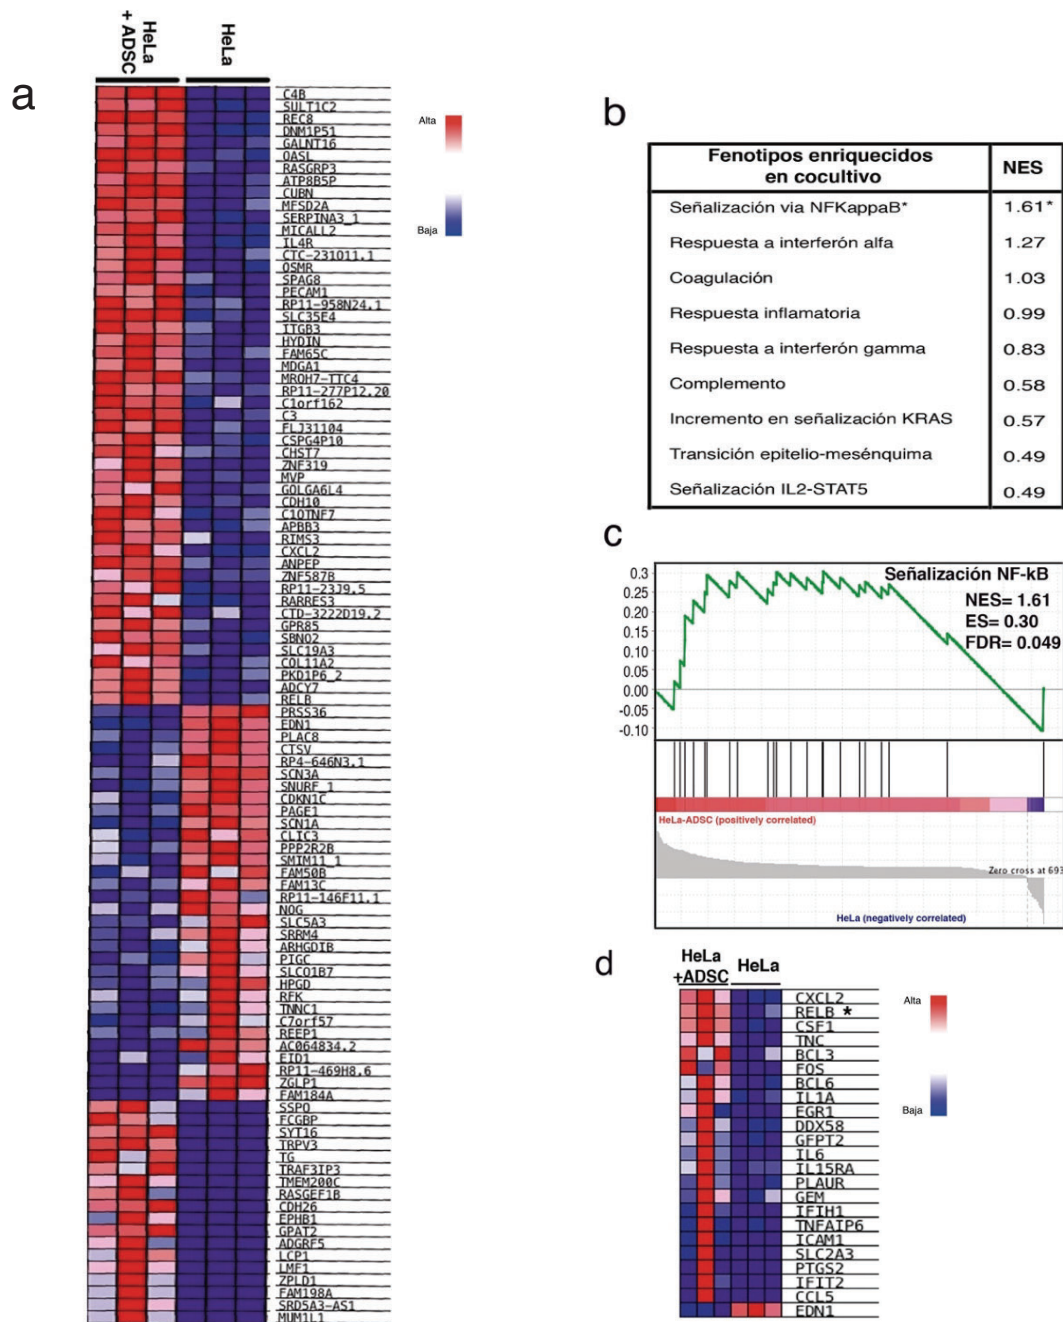 a
HeLa
+ ADSC
HeLa
C4B
SULT1C2
REC8
DNM1P51
GALNT16
OASL
RASGRP3
ATP8B5P
CUBN
MFSD2A
SERPINA3_1
MICALL2
IL4R
CTC-231O11.1
OSMR
SPAG8
PECAM1
RP11-958N24.1
SLC35E4
ITGB3
HYDIN
FAM65C
MDGA1
MROH7-TTC4
RP11-277P12.20
C1orf162
C3
FLJ31104
CSPG4P10
CHST7
ZNF319
MVP
GOLGA6L4
CDH10
C1QTNF7
APBB3
RIMS3
CXCL2
ANPEP
ZNF587B
RP11-23J9.5
RARRES3
CTD-3222D19.2
GPR85
SBNO2
SLC19A3
COL11A2
PKD1P6_2
ADCY7
RELB
PRSS36
EDN1
PLAC8
CTSV
RP4-646N3.1
SCN3A
SNURF_1
CDKN1C
PAGE1
SCN1A
CLIC3
PPP2R2B
SMIM11_1
FAM50B
FAM13C
RP11-146F11.1
NOG
SLC5A3
SRRM4
ARHGDIB
PIGC
SLCO1B7
HPGD
RFK
TNNC1
C7orf57
REEP1
AC064834.2
EID1
RP11-469H8.6
ZGLP1
FAM184A
SSPO
FCGBP
SYT16
TRPV3
TG
TRAF3IP3
TMEM200C
RASGEF1B
CDH26
EPHB1
GPAT2
ADGRF5
LCP1
LMF1
ZPLD1
FAM198A
SRD5A3-AS1
MUM1L1
Alta
Baja
b
Fenotipos enriquecidos en cocultivo NES
Señalización via NFKappaB* 1.61*
Respuesta a interferón alfa 1.27
Coagulación 1.03
Respuesta inflamatoria 0.99
Respuesta a interferón gamma 0.83
Complemento 0.58
Incremento en señalización KRAS 0.57
Transición epitelio-mesénquima 0.49
Señalización IL2-STAT5 0.49
c
Señalización NF-kB
NES= 1.61
ES= 0.30
FDR= 0.049
0.3
0.25
0.20
0.15
0.10
0.05
0.00
-0.05
-0.10
HeLa-ADSC (positively correlated)
Zero cross at 693
HeLa (negatively correlated)
d
HeLa
+ADSC
HeLa
CXCL2
RELB *
CSF1
TNC
BCL3
FOS
BCL6
IL1A
EGR1
DDX58
GFPT2
IL6
IL15RA
PLAUR
GEM
IFIH1
TNFAIP6
ICAM1
SLC2A3
PTGS2
IFIT2
CCL5
EDN1
Alta
Baja